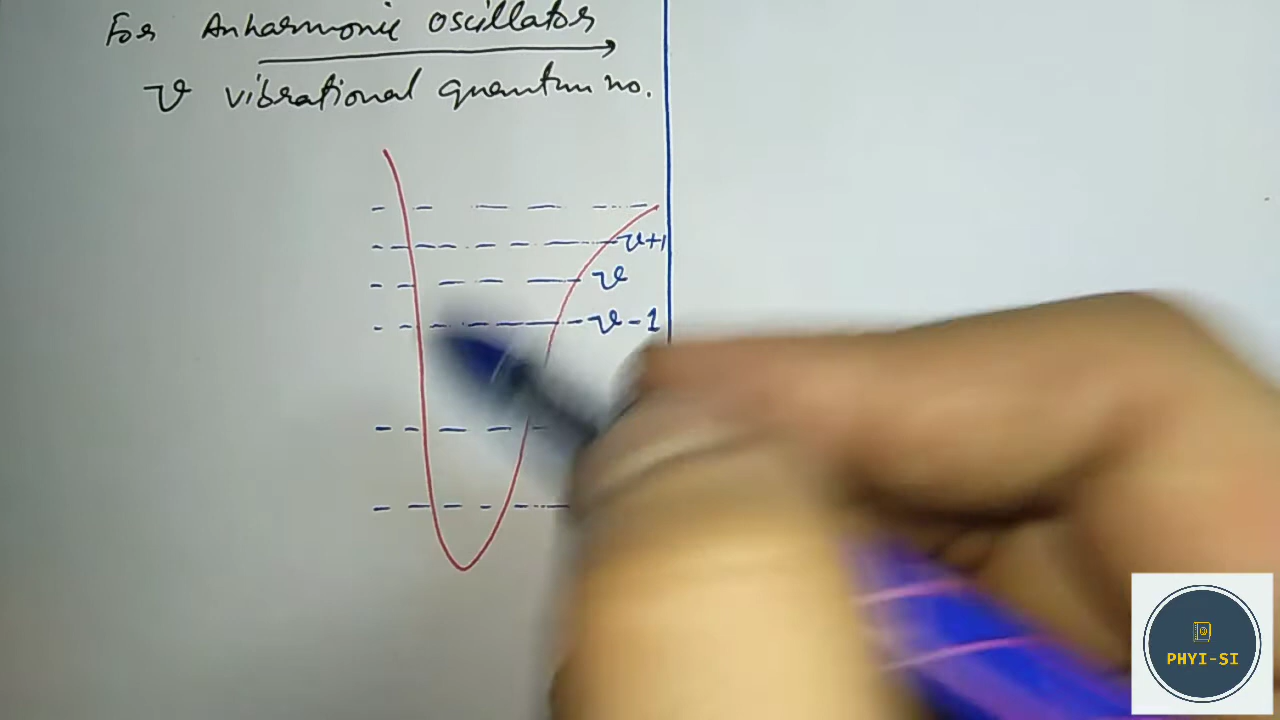 For Anharmonic oscillator
v vibrational quantum no.
v+1
v
v-1
PHYI-SI